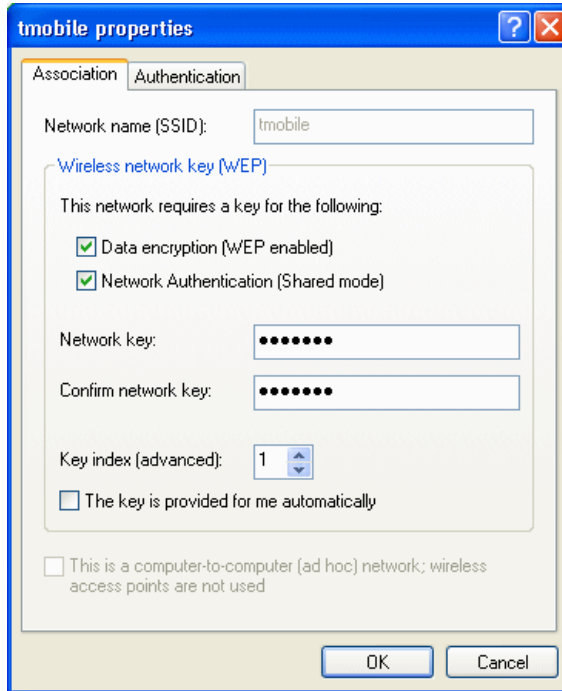 tmobile properties
Association Authentication
Network name (SSID): tmobile
Wireless network key (WEP)
This network requires a key for the following:
Data encryption (WEP enabled)
Network Authentication (Shared mode)
Network key: •••••••
Confirm network key: •••••••
Key index (advanced): 1
The key is provided for me automatically
This is a computer-to-computer (ad hoc) network; wireless
access points are not used
OK Cancel